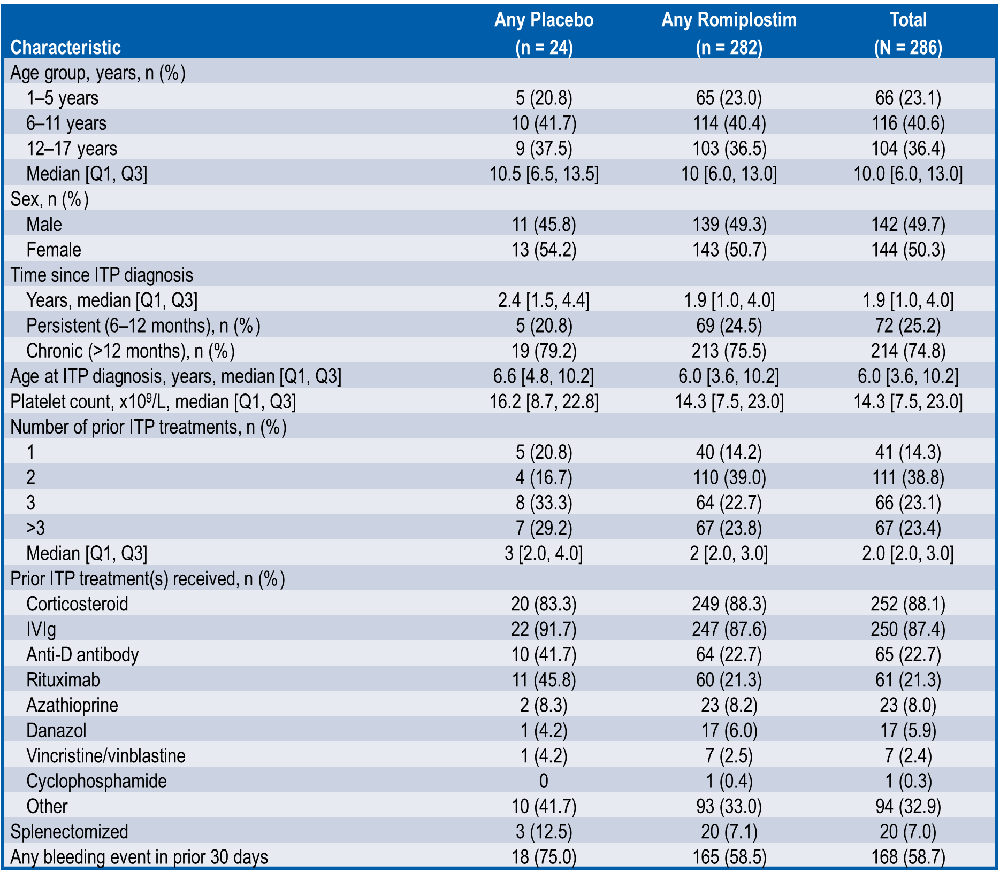 Any Placebo Any Romiplostim Total
Characteristic (n = 24) (n = 282) (N = 286)
Age group, years, n (%)
1–5 years 5 (20.8) 65 (23.0) 66 (23.1)
6–11 years 10 (41.7) 114 (40.4) 116 (40.6)
12–17 years 9 (37.5) 103 (36.5) 104 (36.4)
Median [Q1, Q3] 10.5 [6.5, 13.5] 10 [6.0, 13.0] 10.0 [6.0, 13.0]
Sex, n (%)
Male 11 (45.8) 139 (49.3) 142 (49.7)
Female 13 (54.2) 143 (50.7) 144 (50.3)
Time since ITP diagnosis
Years, median [Q1, Q3] 2.4 [1.5, 4.4] 1.9 [1.0, 4.0] 1.9 [1.0, 4.0]
Persistent (6–12 months), n (%) 5 (20.8) 69 (24.5) 72 (25.2)
Chronic (>12 months), n (%) 19 (79.2) 213 (75.5) 214 (74.8)
Age at ITP diagnosis, years, median [Q1, Q3] 6.6 [4.8, 10.2] 6.0 [3.6, 10.2] 6.0 [3.6, 10.2]
Platelet count, x10⁹/L, median [Q1, Q3] 16.2 [8.7, 22.8] 14.3 [7.5, 23.0] 14.3 [7.5, 23.0]
Number of prior ITP treatments, n (%)
1 5 (20.8) 40 (14.2) 41 (14.3)
2 4 (16.7) 110 (39.0) 111 (38.8)
3 8 (33.3) 64 (22.7) 66 (23.1)
>3 7 (29.2) 67 (23.8) 67 (23.4)
Median [Q1, Q3] 3 [2.0, 4.0] 2 [2.0, 3.0] 2.0 [2.0, 3.0]
Prior ITP treatment(s) received, n (%)
Corticosteroid 20 (83.3) 249 (88.3) 252 (88.1)
IVIg 22 (91.7) 247 (87.6) 250 (87.4)
Anti-D antibody 10 (41.7) 64 (22.7) 65 (22.7)
Rituximab 11 (45.8) 60 (21.3) 61 (21.3)
Azathioprine 2 (8.3) 23 (8.2) 23 (8.0)
Danazol 1 (4.2) 17 (6.0) 17 (5.9)
Vincristine/vinblastine 1 (4.2) 7 (2.5) 7 (2.4)
Cyclophosphamide 0 1 (0.4) 1 (0.3)
Other 10 (41.7) 93 (33.0) 94 (32.9)
Splenectomized 3 (12.5) 20 (7.1) 20 (7.0)
Any bleeding event in prior 30 days 18 (75.0) 165 (58.5) 168 (58.7)